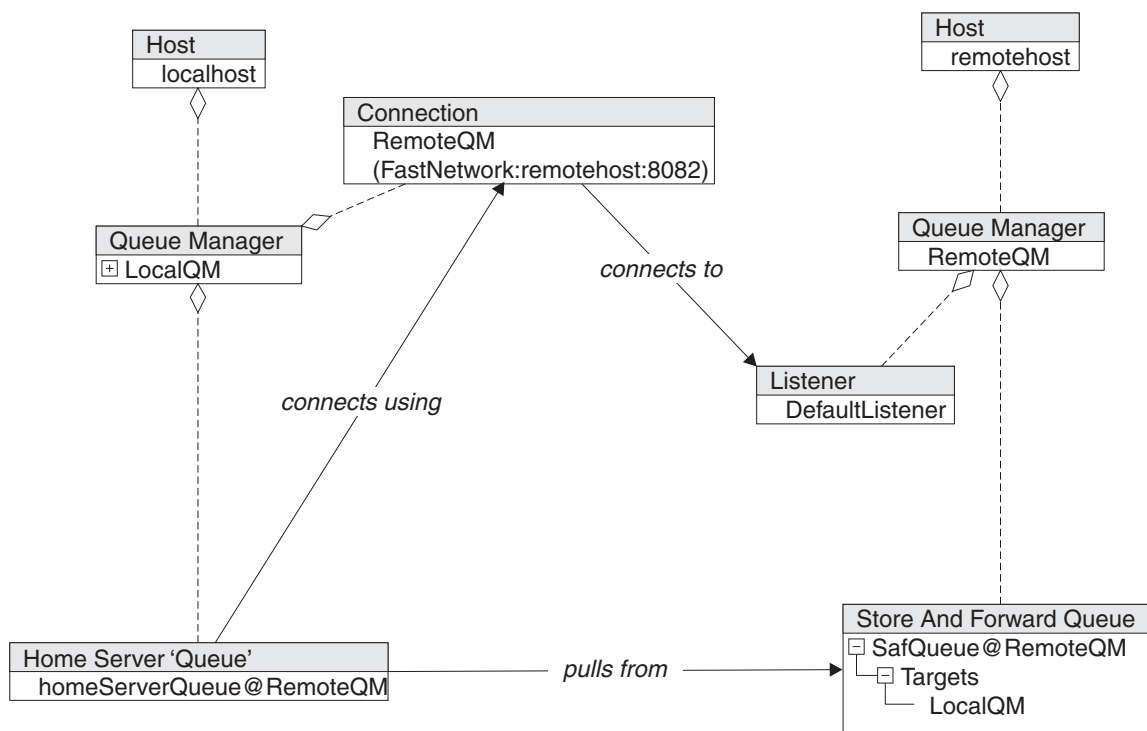 Host
localhost
Host
remotehost
Connection
RemoteQM
(FastNetwork:remotehost:8082)
Queue Manager
LocalQM
Queue Manager
RemoteQM
connects to
Listener
DefaultListener
connects using
Home Server ‘Queue’
homeServerQueue@RemoteQM
pulls from
Store And Forward Queue
SafQueue@RemoteQM
Targets
LocalQM